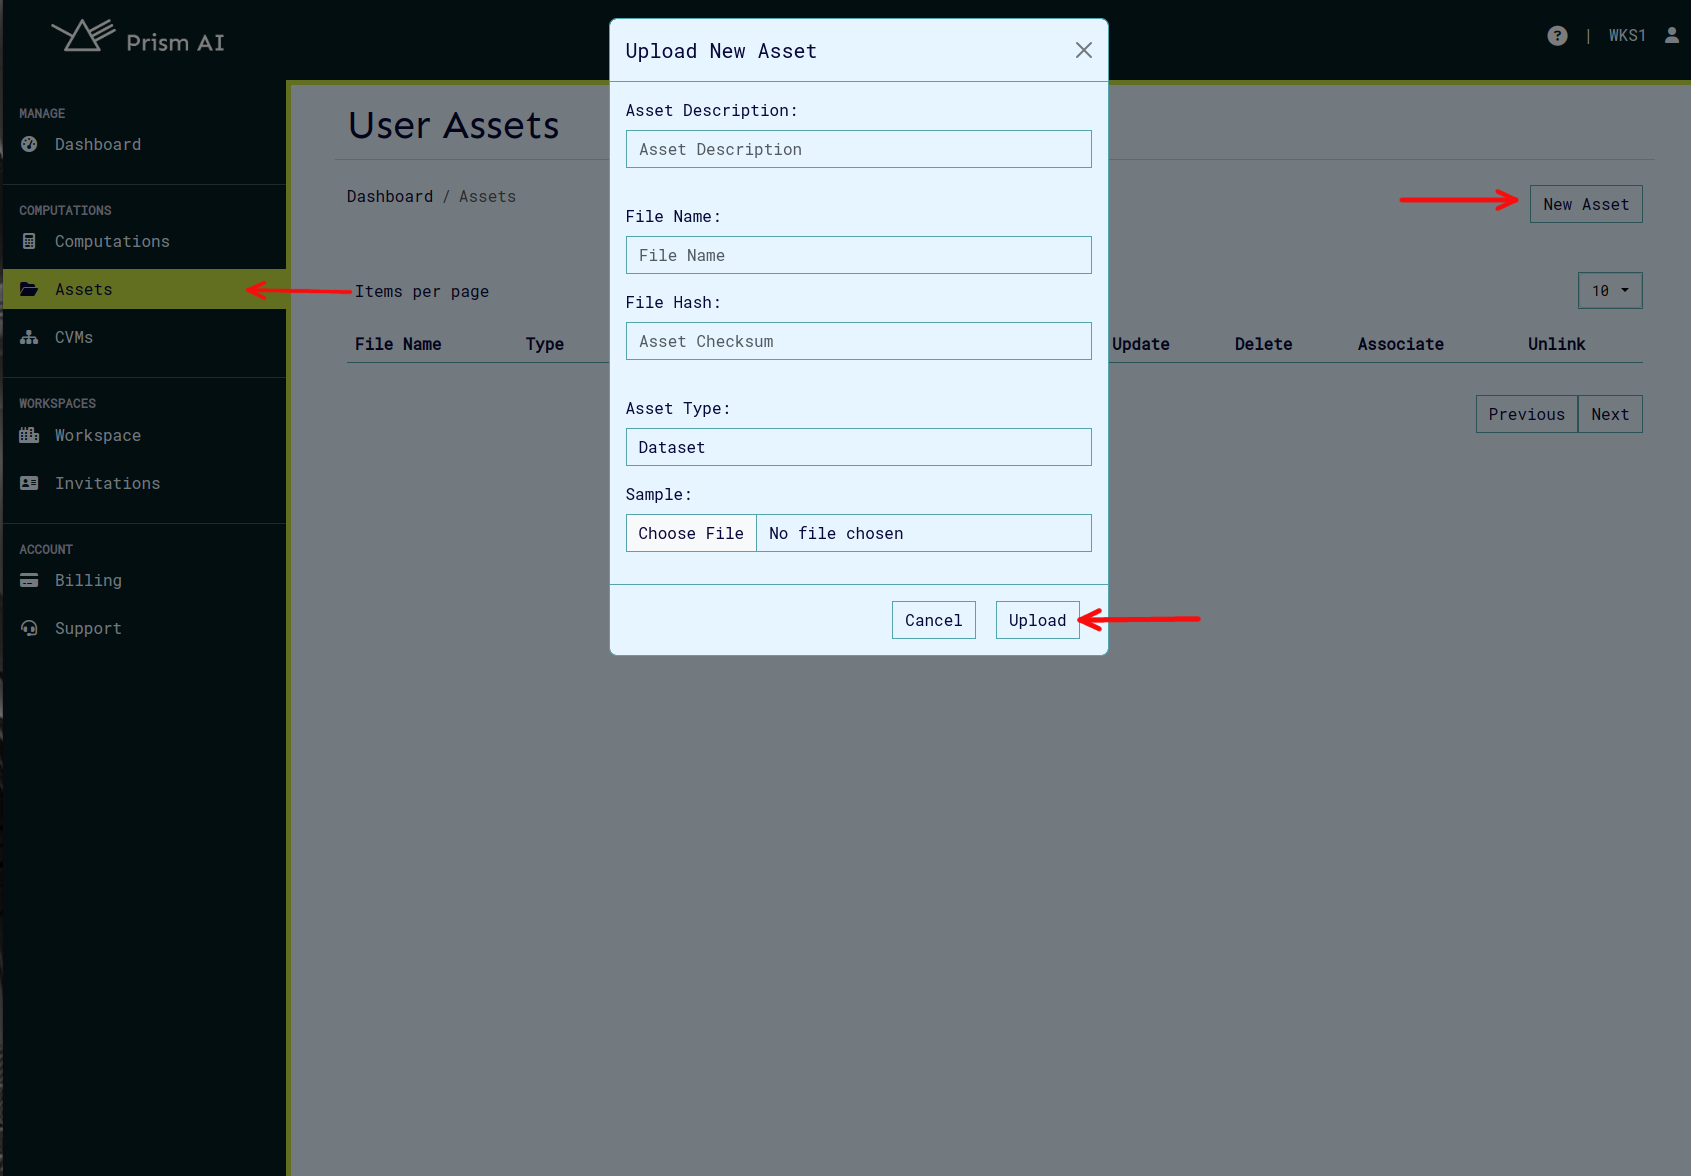 Prism AI
? | WKS1
MANAGE
Dashboard
COMPUTATIONS
Computations
Assets
CVMs
WORKSPACES
Workspace
Invitations
ACCOUNT
Billing
Support
User Assets
Dashboard / Assets
New Asset
Items per page
10
File Name Type Update Delete Associate Unlink
Previous Next
Upload New Asset
Asset Description:
Asset Description
File Name:
File Name
File Hash:
Asset Checksum
Asset Type:
Dataset
Sample:
Choose File No file chosen
Cancel Upload